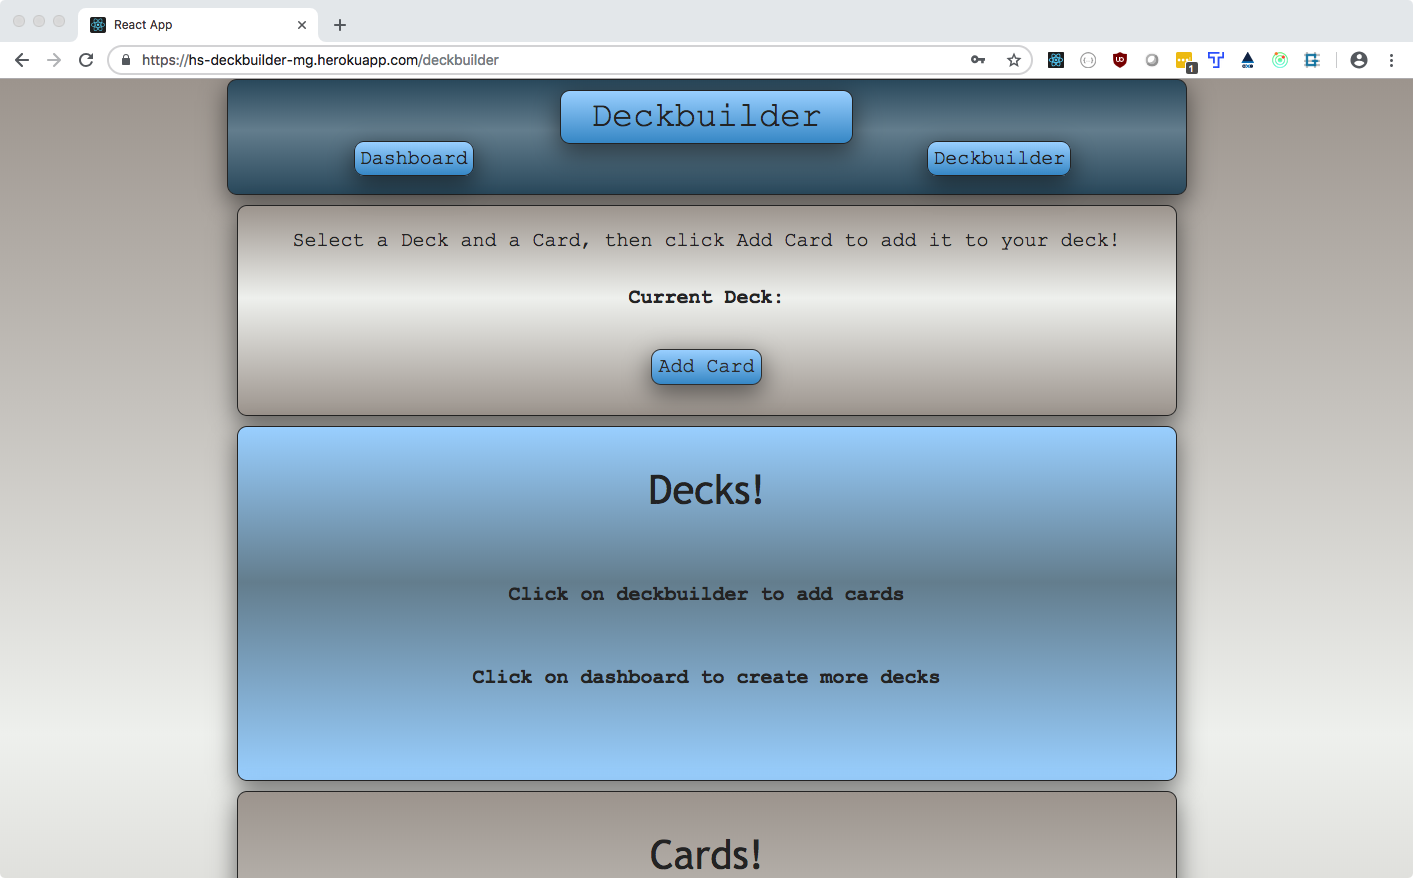 React App
https://hs-deckbuilder-mg.herokuapp.com/deckbuilder
1
Deckbuilder
Dashboard
Deckbuilder
Select a Deck and a Card, then click Add Card to add it to your deck!
Current Deck:
Add Card
Decks!
Click on deckbuilder to add cards
Click on dashboard to create more decks
Cards!